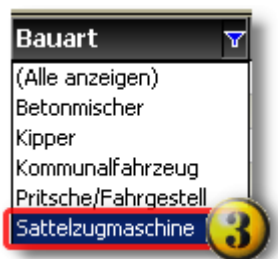 Bauart
(Alle anzeigen)
Betonmischer
Kipper
Kommunalfahrzeug
Pritsche/Fahrgestell
Sattelzugmaschine 3